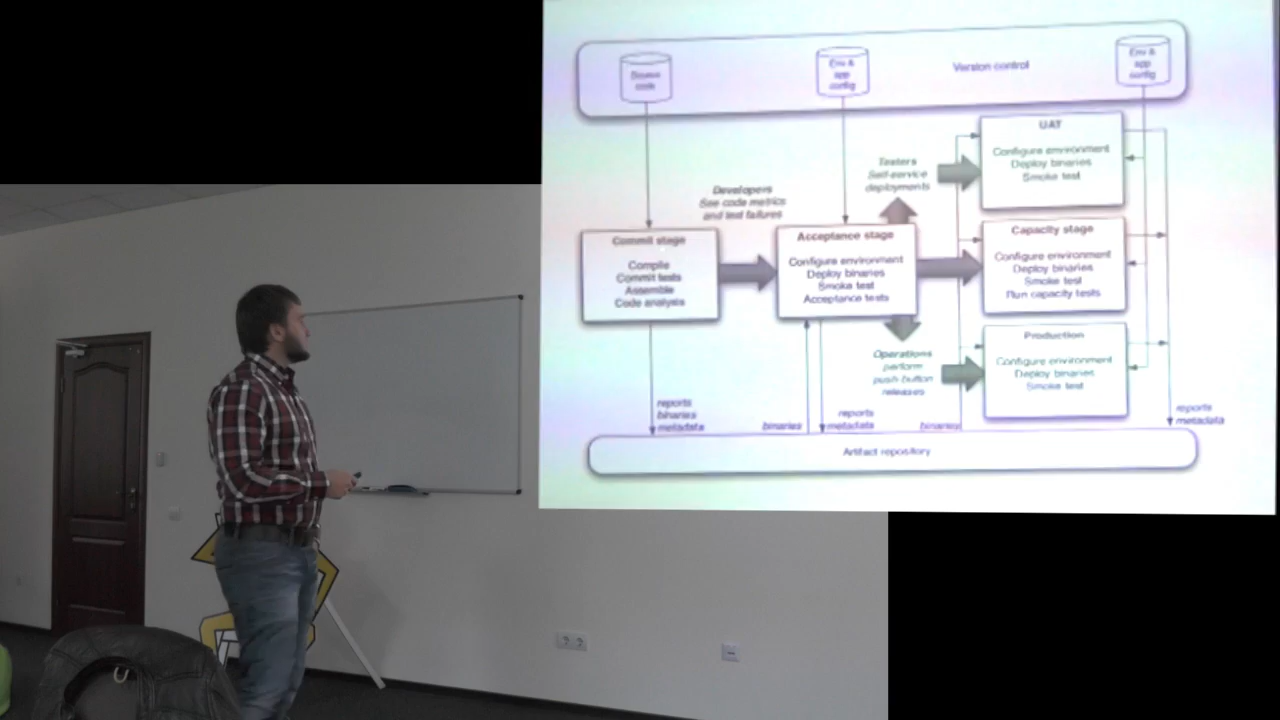 Source
code
Env &
app
config
Version control
Env &
app
config
Developers
See code metrics
and test failures
Testers
Self-service
deployments
UAT
Configure environment
Deploy binaries
Smoke test
Commit stage
Compile
Commit tests
Assemble
Code analysis
Acceptance stage
Configure environment
Deploy binaries
Smoke test
Acceptance tests
Capacity stage
Configure environment
Deploy binaries
Smoke test
Run capacity tests
Operations
perform
push-button
releases
Production
Configure environment
Deploy binaries
Smoke test
reports
binaries
metadata
binaries
reports
metadata
binaries
reports
metadata
Artifact repository